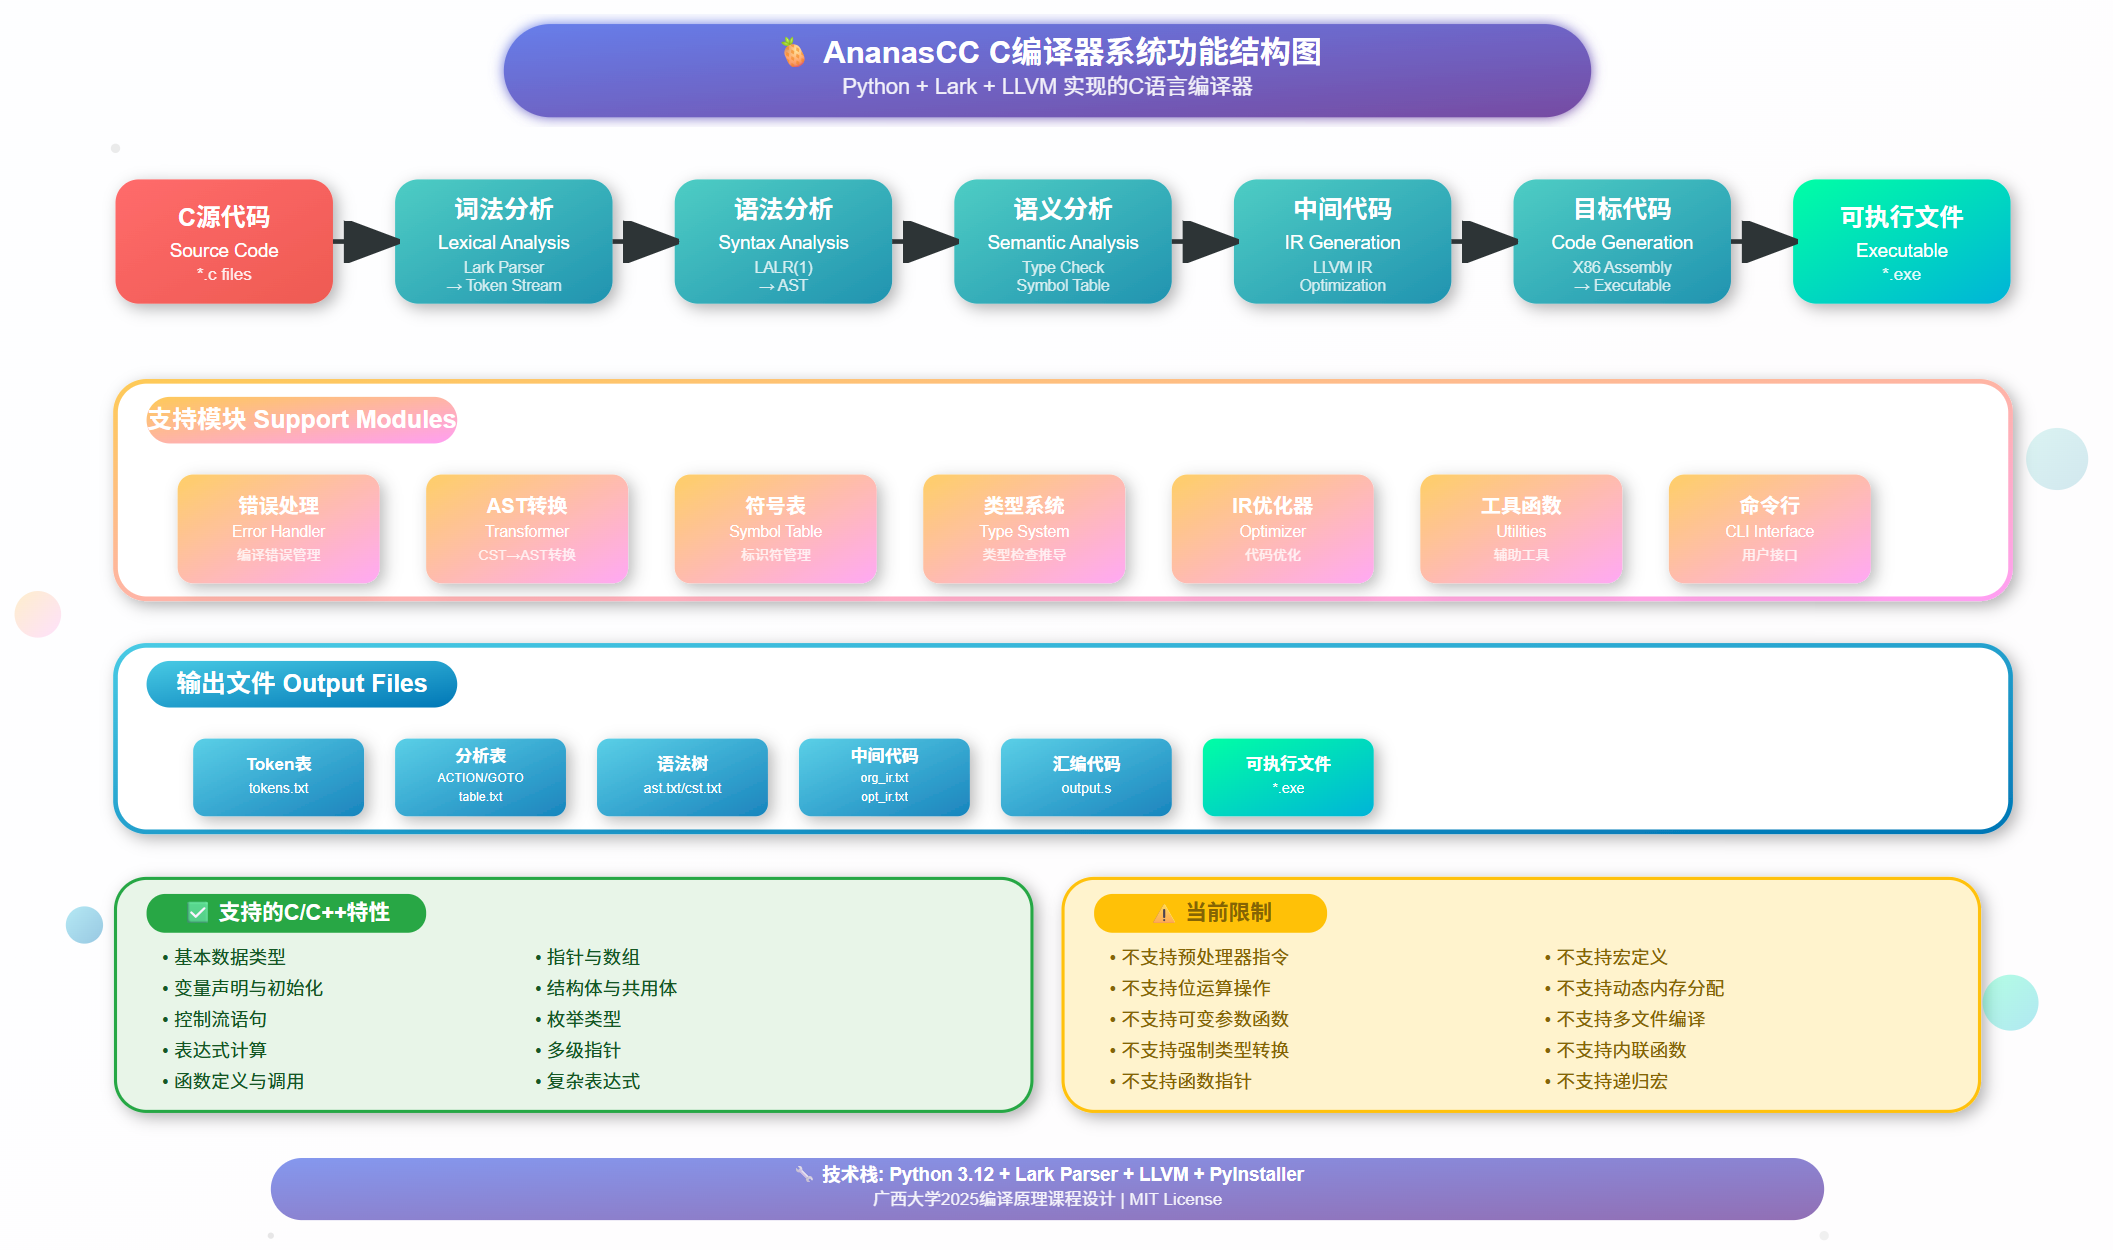 🍍 AnanasCC C编译器系统功能结构图
Python + Lark + LLVM 实现的C语言编译器
C源代码
Source Code
*.c files
词法分析
Lexical Analysis
Lark Parser
→ Token Stream
语法分析
Syntax Analysis
LALR(1)
→ AST
语义分析
Semantic Analysis
Type Check
Symbol Table
中间代码
IR Generation
LLVM IR
Optimization
目标代码
Code Generation
X86 Assembly
→ Executable
可执行文件
Executable
*.exe
支持模块 Support Modules
错误处理
Error Handler
编译错误管理
AST转换
Transformer
CST→AST转换
符号表
Symbol Table
标识符管理
类型系统
Type System
类型检查推导
IR优化器
Optimizer
代码优化
工具函数
Utilities
辅助工具
命令行
CLI Interface
用户接口
输出文件 Output Files
Token表
tokens.txt
分析表
ACTION/GOTO
table.txt
语法树
ast.txt/cst.txt
中间代码
org_ir.txt
opt_ir.txt
汇编代码
output.s
可执行文件
*.exe
✅ 支持的C/C++特性
• 基本数据类型
• 变量声明与初始化
• 控制流语句
• 表达式计算
• 函数定义与调用
• 指针与数组
• 结构体与共用体
• 枚举类型
• 多级指针
• 复杂表达式
⚠️ 当前限制
• 不支持预处理器指令
• 不支持位运算操作
• 不支持可变参数函数
• 不支持强制类型转换
• 不支持函数指针
• 不支持宏定义
• 不支持动态内存分配
• 不支持多文件编译
• 不支持内联函数
• 不支持递归宏
🔧 技术栈: Python 3.12 + Lark Parser + LLVM + PyInstaller
广西大学2025编译原理课程设计 | MIT License